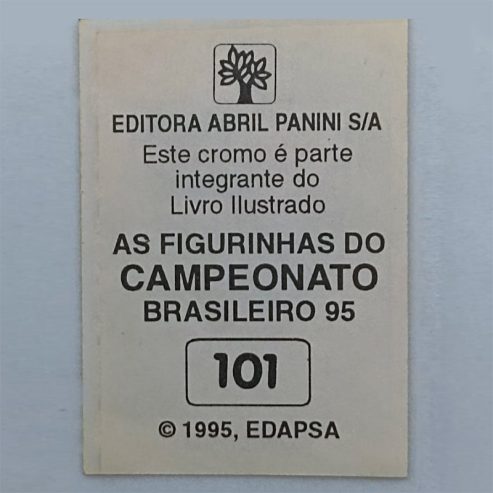 EDITORA ABRIL PANINI S/A
Este cromo é parte
integrante do
Livro Ilustrado
AS FIGURINHAS DO
CAMPEONATO
BRASILEIRO 95
101
© 1995, EDAPSA